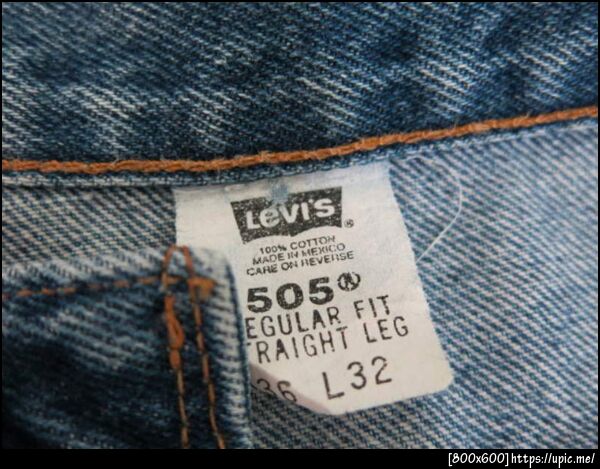 LEVI'S ®
100% COTTON
MADE IN MEXICO
CARE ON REVERSE
505®
EGULAR FIT
RAIGHT LEG
36 L32
[800x600]https://upic.me/